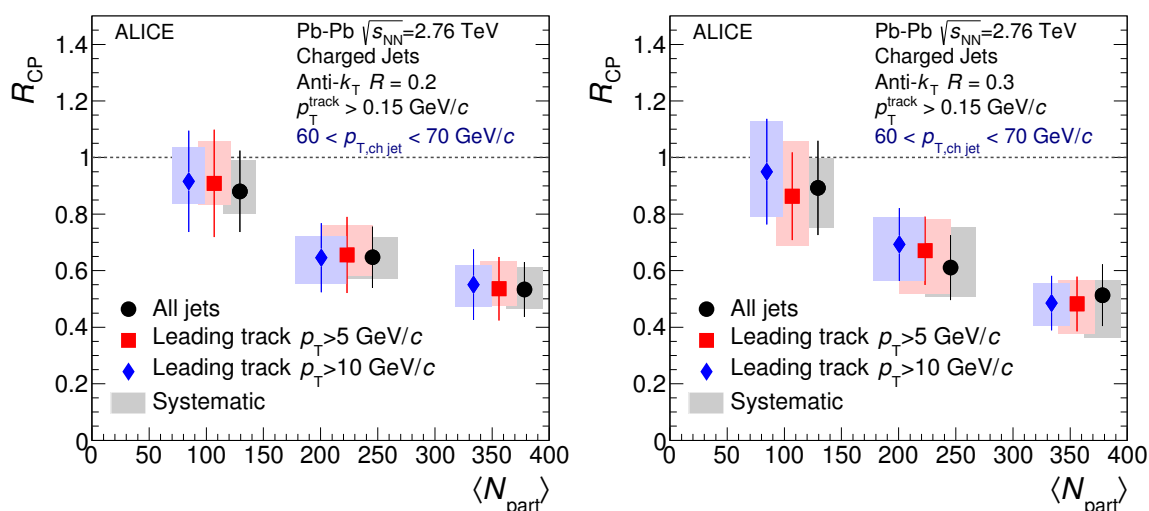 ALICE
Pb-Pb √sNN=2.76 TeV
Charged Jets
Anti-kT R = 0.2
pTtrack > 0.15 GeV/c
60 < pT,ch jet < 70 GeV/c
RCP
1.4
1.2
1
0.8
0.6
0.4
0.2
0
All jets
Leading track pT>5 GeV/c
Leading track pT>10 GeV/c
Systematic
0 50 100 150 200 250 300 350 400
⟨Npart⟩
ALICE
Pb-Pb √sNN=2.76 TeV
Charged Jets
Anti-kT R = 0.3
pTtrack > 0.15 GeV/c
60 < pT,ch jet < 70 GeV/c
RCP
1.4
1.2
1
0.8
0.6
0.4
0.2
0
All jets
Leading track pT>5 GeV/c
Leading track pT>10 GeV/c
Systematic
0 50 100 150 200 250 300 350 400
⟨Npart⟩